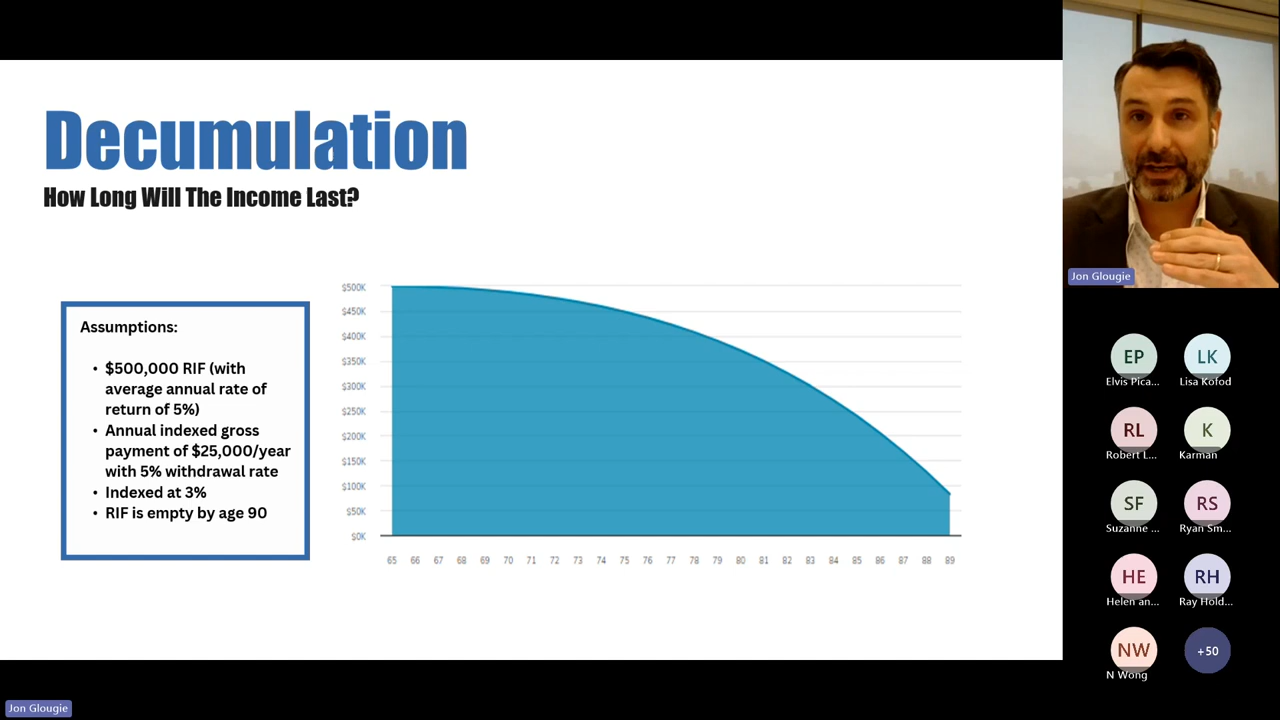 Decumulation
How Long Will The Income Last?
Assumptions:
• $500,000 RIF (with
average annual rate of
return of 5%)
• Annual indexed gross
payment of $25,000/year
with 5% withdrawal rate
• Indexed at 3%
• RIF is empty by age 90
$500K
$450K
$400K
$350K
$300K
$250K
$200K
$150K
$100K
$50K
$0K
65 66 67 68 69 70 71 72 73 74 75 76 77 78 79 80 81 82 83 84 85 86 87 88 89
Jon Glougie
EP LK
Elvis Pica... Lisa Kofod
RL K
Robert L... Karman
SF RS
Suzanne ... Ryan Sm...
HE RH
Helen an... Ray Hold...
NW +50
N Wong
Jon Glougie